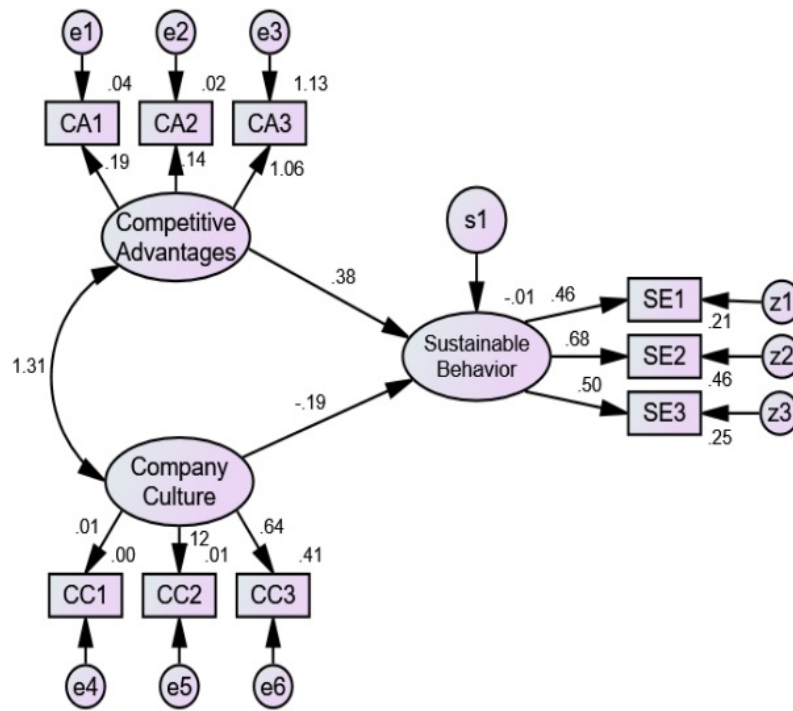 e1 e2 e3
.04 .02 1.13
CA1 CA2 CA3
.19 .14 1.06
Competitive
Advantages
s1
.38
-.01 .46 SE1 z1
.21
1.31
Sustainable
Behavior
.68 SE2 z2
.46
-.19
.50 SE3 z3
.25
Company
Culture
.01 12 .64
.00 .01 .41
CC1 CC2 CC3
e4 e5 e6